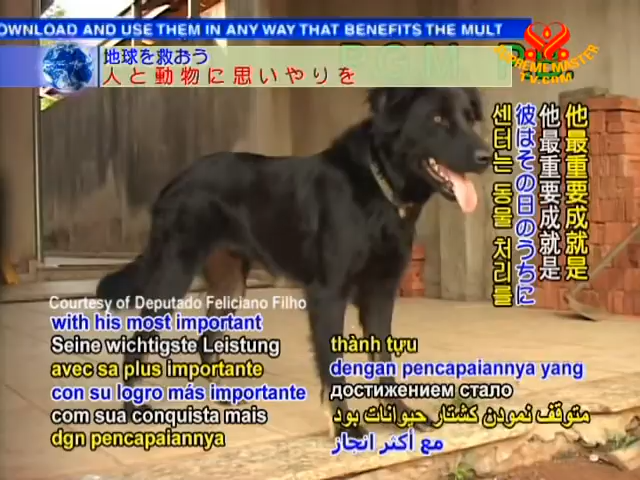 OWNLOAD AND USE THEM IN ANY WAY THAT BENEFITS THE MULT
地球を救おう
人と動物に思いやりを
SUPREME MASTER
TV.COM
他最重要成就是
他最重要成就是
彼はその日のうちに
센터는 동물 처리를
Courtesy of Deputado Feliciano Filho
with his most important
Seine wichtigste Leistung
avec sa plus importante
con su logro más importante
com sua conquista mais
dgn pencapaiannya
thành tựu
dengan pencapaiannya yang
достижением стало
متوقف نمودن کشتار حیوانات بود
مع أكثر انجاز